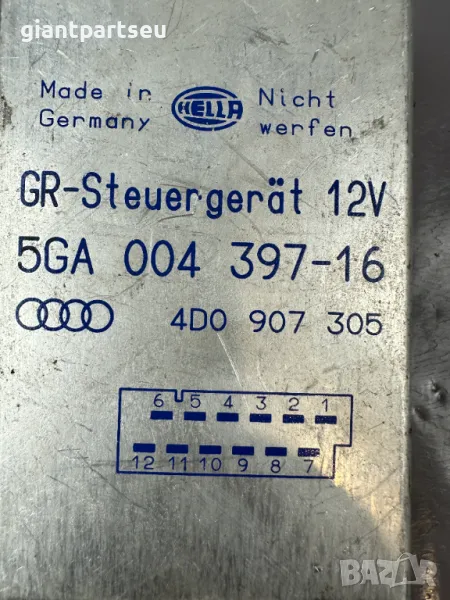 giantpartseu
Made in
Germany
HELLA
Nicht
werfen
GR-Steuergerät 12V
5GA 004 397-16
4D0 907 305
6 5 4 3 2 1
12 11 10 9 8 7
BAZAR